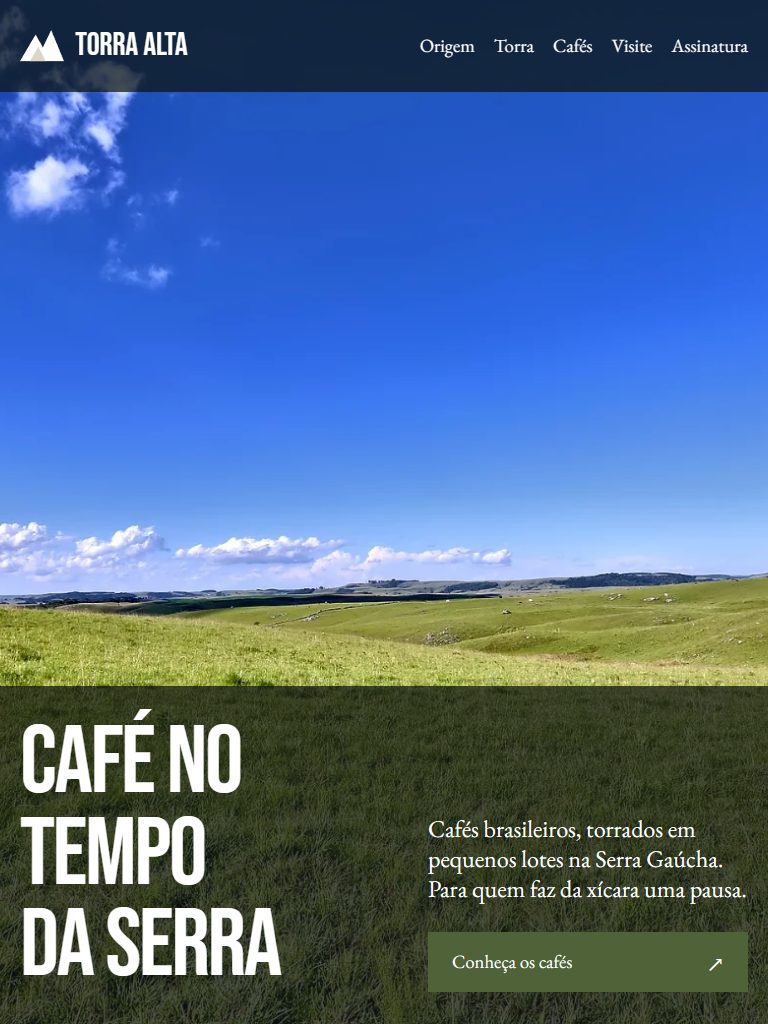 TORRA ALTA
Origem Torra Cafés Visite Assinatura
CAFÉ NO
TEMPO
DA SERRA
Cafés brasileiros, torrados em
pequenos lotes na Serra Gaúcha.
Para quem faz da xícara uma pausa.
Conheça os cafés ↗